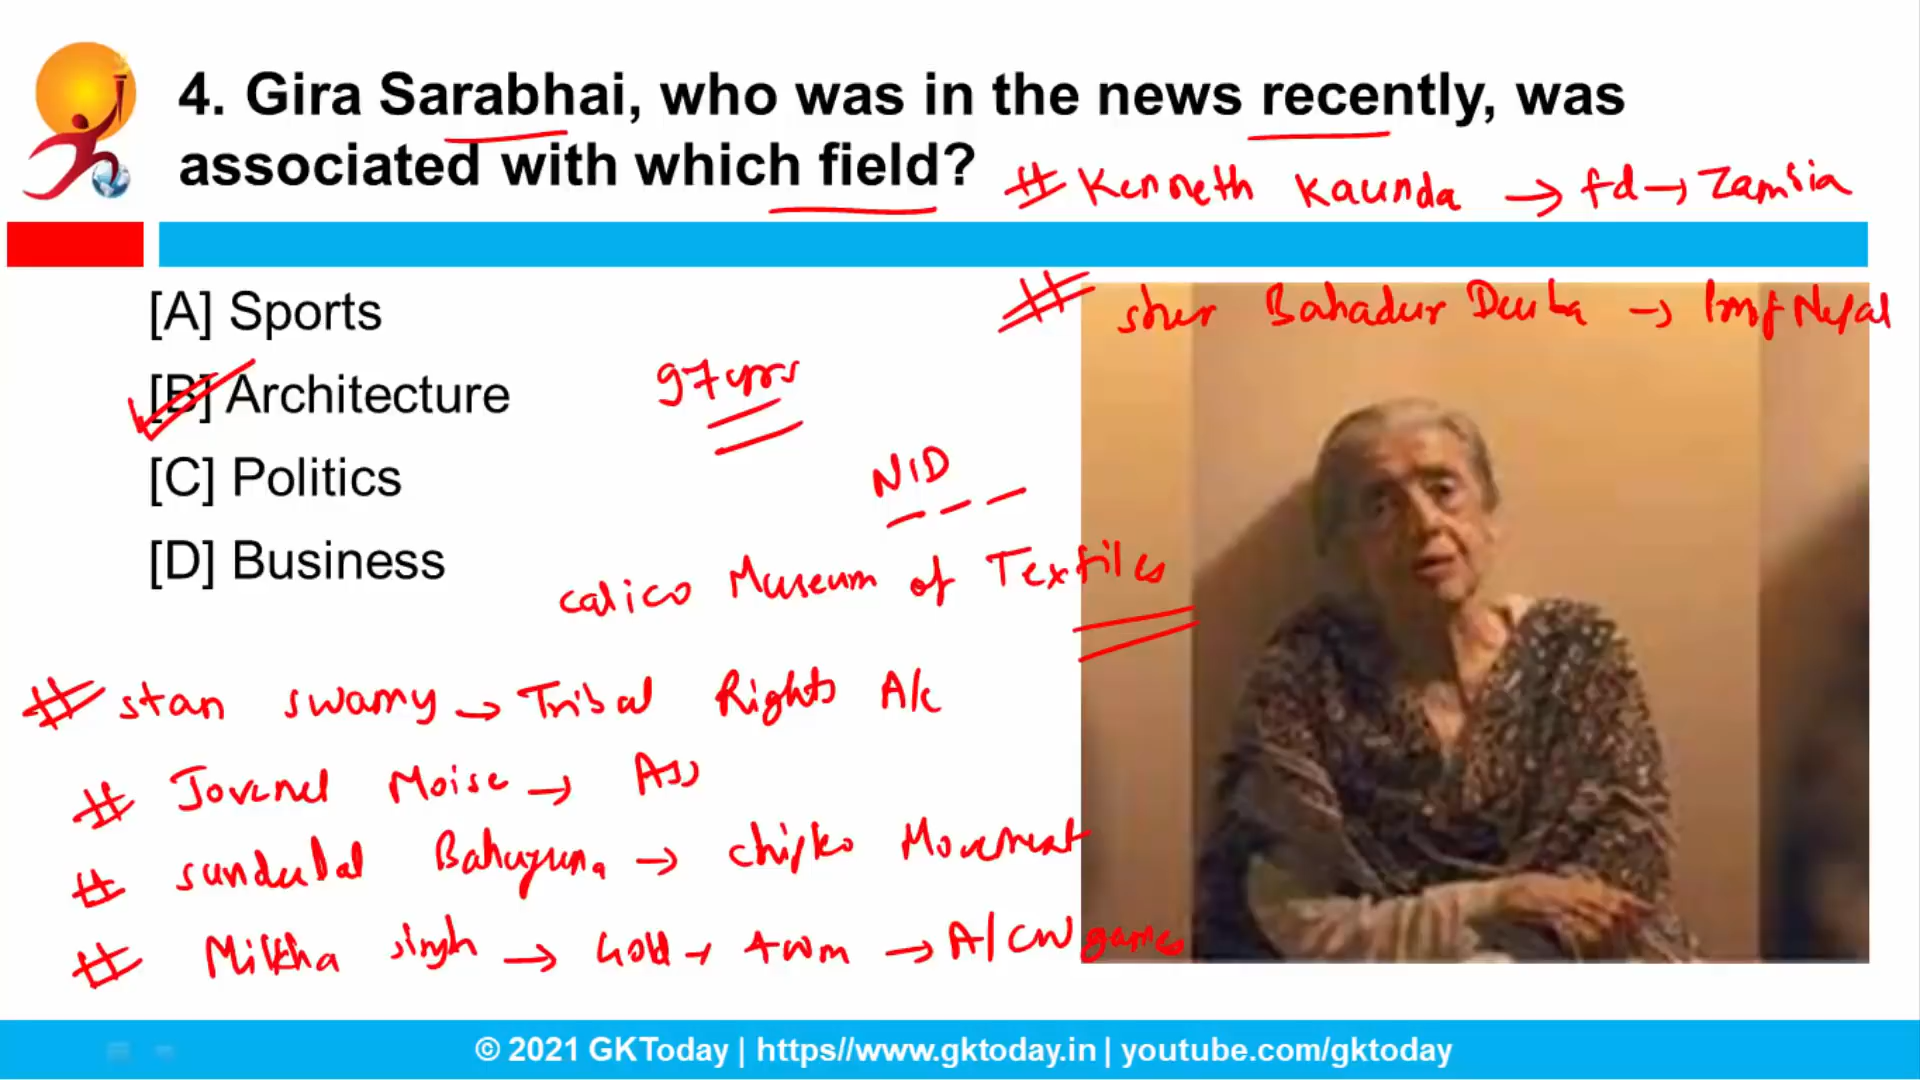 4. Gira Sarabhai, who was in the news recently, was
associated with which field?
# Kenneth Kaunda → fd → Zambia
# Sher Bahadur Deuba → Nepal
[A] Sports
[B] Architecture
97 yrs
[C] Politics
NID
[D] Business
calico Museum of Textiles
# stan swamy → Tribal Rights A/c
# Jovenel Moise → Ass
# sunderlal Bahuguna → chipko Movement
# Milkha singh → Gold → 400m → A/CW games
© 2021 GKToday | https//www.gktoday.in | youtube.com/gktoday